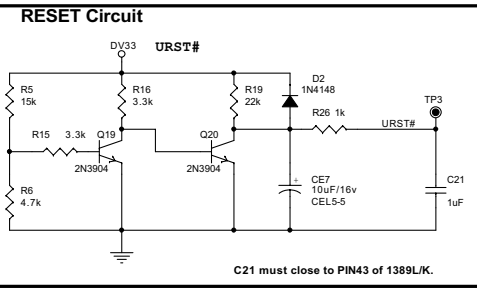 RESET Circuit
DV33
URST#
R5
15k
R16
3.3k
R19
22k
D2
1N4148
TP3
R26 1k
URST#
R15 3.3k
Q19
2N3904
Q20
2N3904
R6
4.7k
+
CE7
10uF/16v
CEL5-5
C21
1uF
C21 must close to PIN43 of 1389L/K.